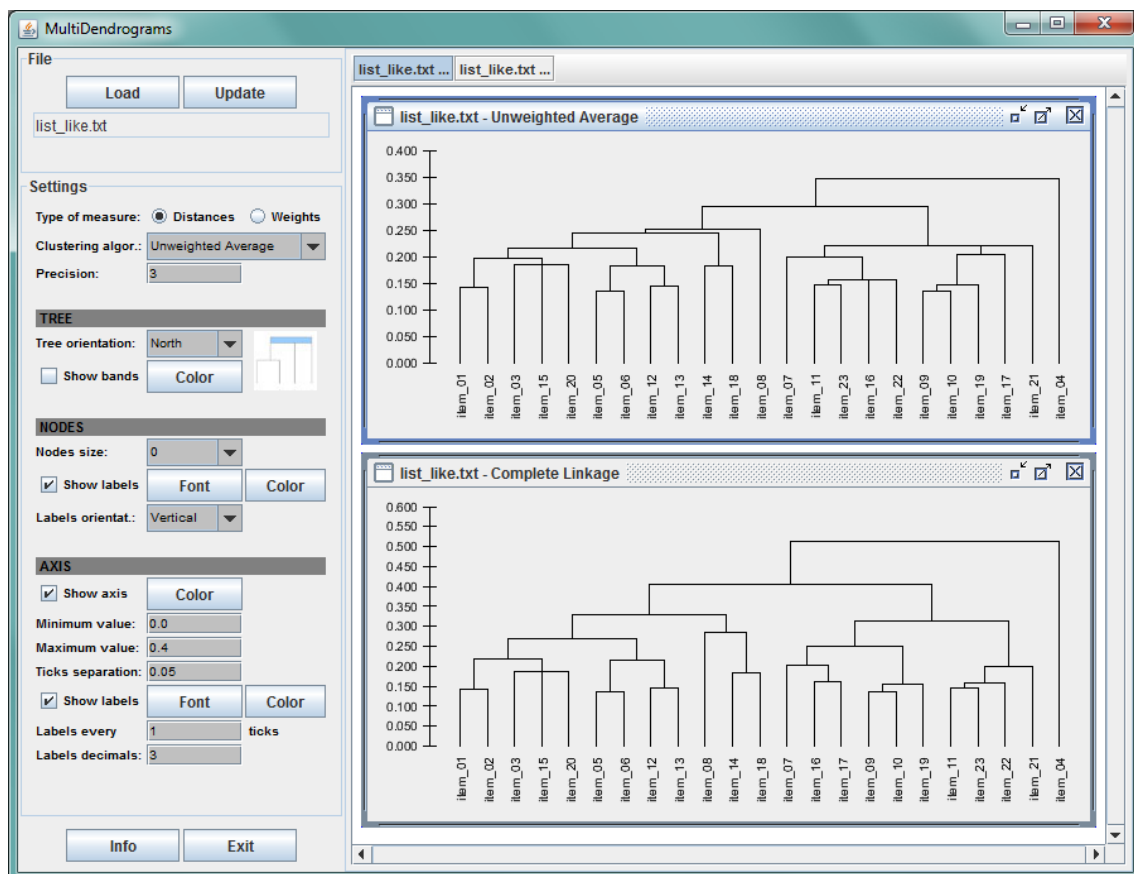 MultiDendrograms
File
Load Update
list_like.txt
Settings
Type of measure: Distances Weights
Clustering algor.: Unweighted Average
Precision: 3
TREE
Tree orientation: North
Show bands Color
NODES
Nodes size: 0
Show labels Font Color
Labels orientat.: Vertical
AXIS
Show axis Color
Minimum value: 0.0
Maximum value: 0.4
Ticks separation: 0.05
Show labels Font Color
Labels every 1 ticks
Labels decimals: 3
Info Exit
list_like.txt ... list_like.txt ...
list_like.txt - Unweighted Average
0.400
0.350
0.300
0.250
0.200
0.150
0.100
0.050
0.000
item_01
item_02
item_03
item_15
item_20
item_05
item_06
item_12
item_13
item_14
item_18
item_08
item_07
item_11
item_23
item_16
item_22
item_09
item_10
item_19
item_17
item_21
item_04
list_like.txt - Complete Linkage
0.600
0.550
0.500
0.450
0.400
0.350
0.300
0.250
0.200
0.150
0.100
0.050
0.000
item_01
item_02
item_03
item_15
item_20
item_05
item_06
item_12
item_13
item_08
item_14
item_18
item_07
item_16
item_17
item_09
item_10
item_19
item_11
item_23
item_22
item_21
item_04